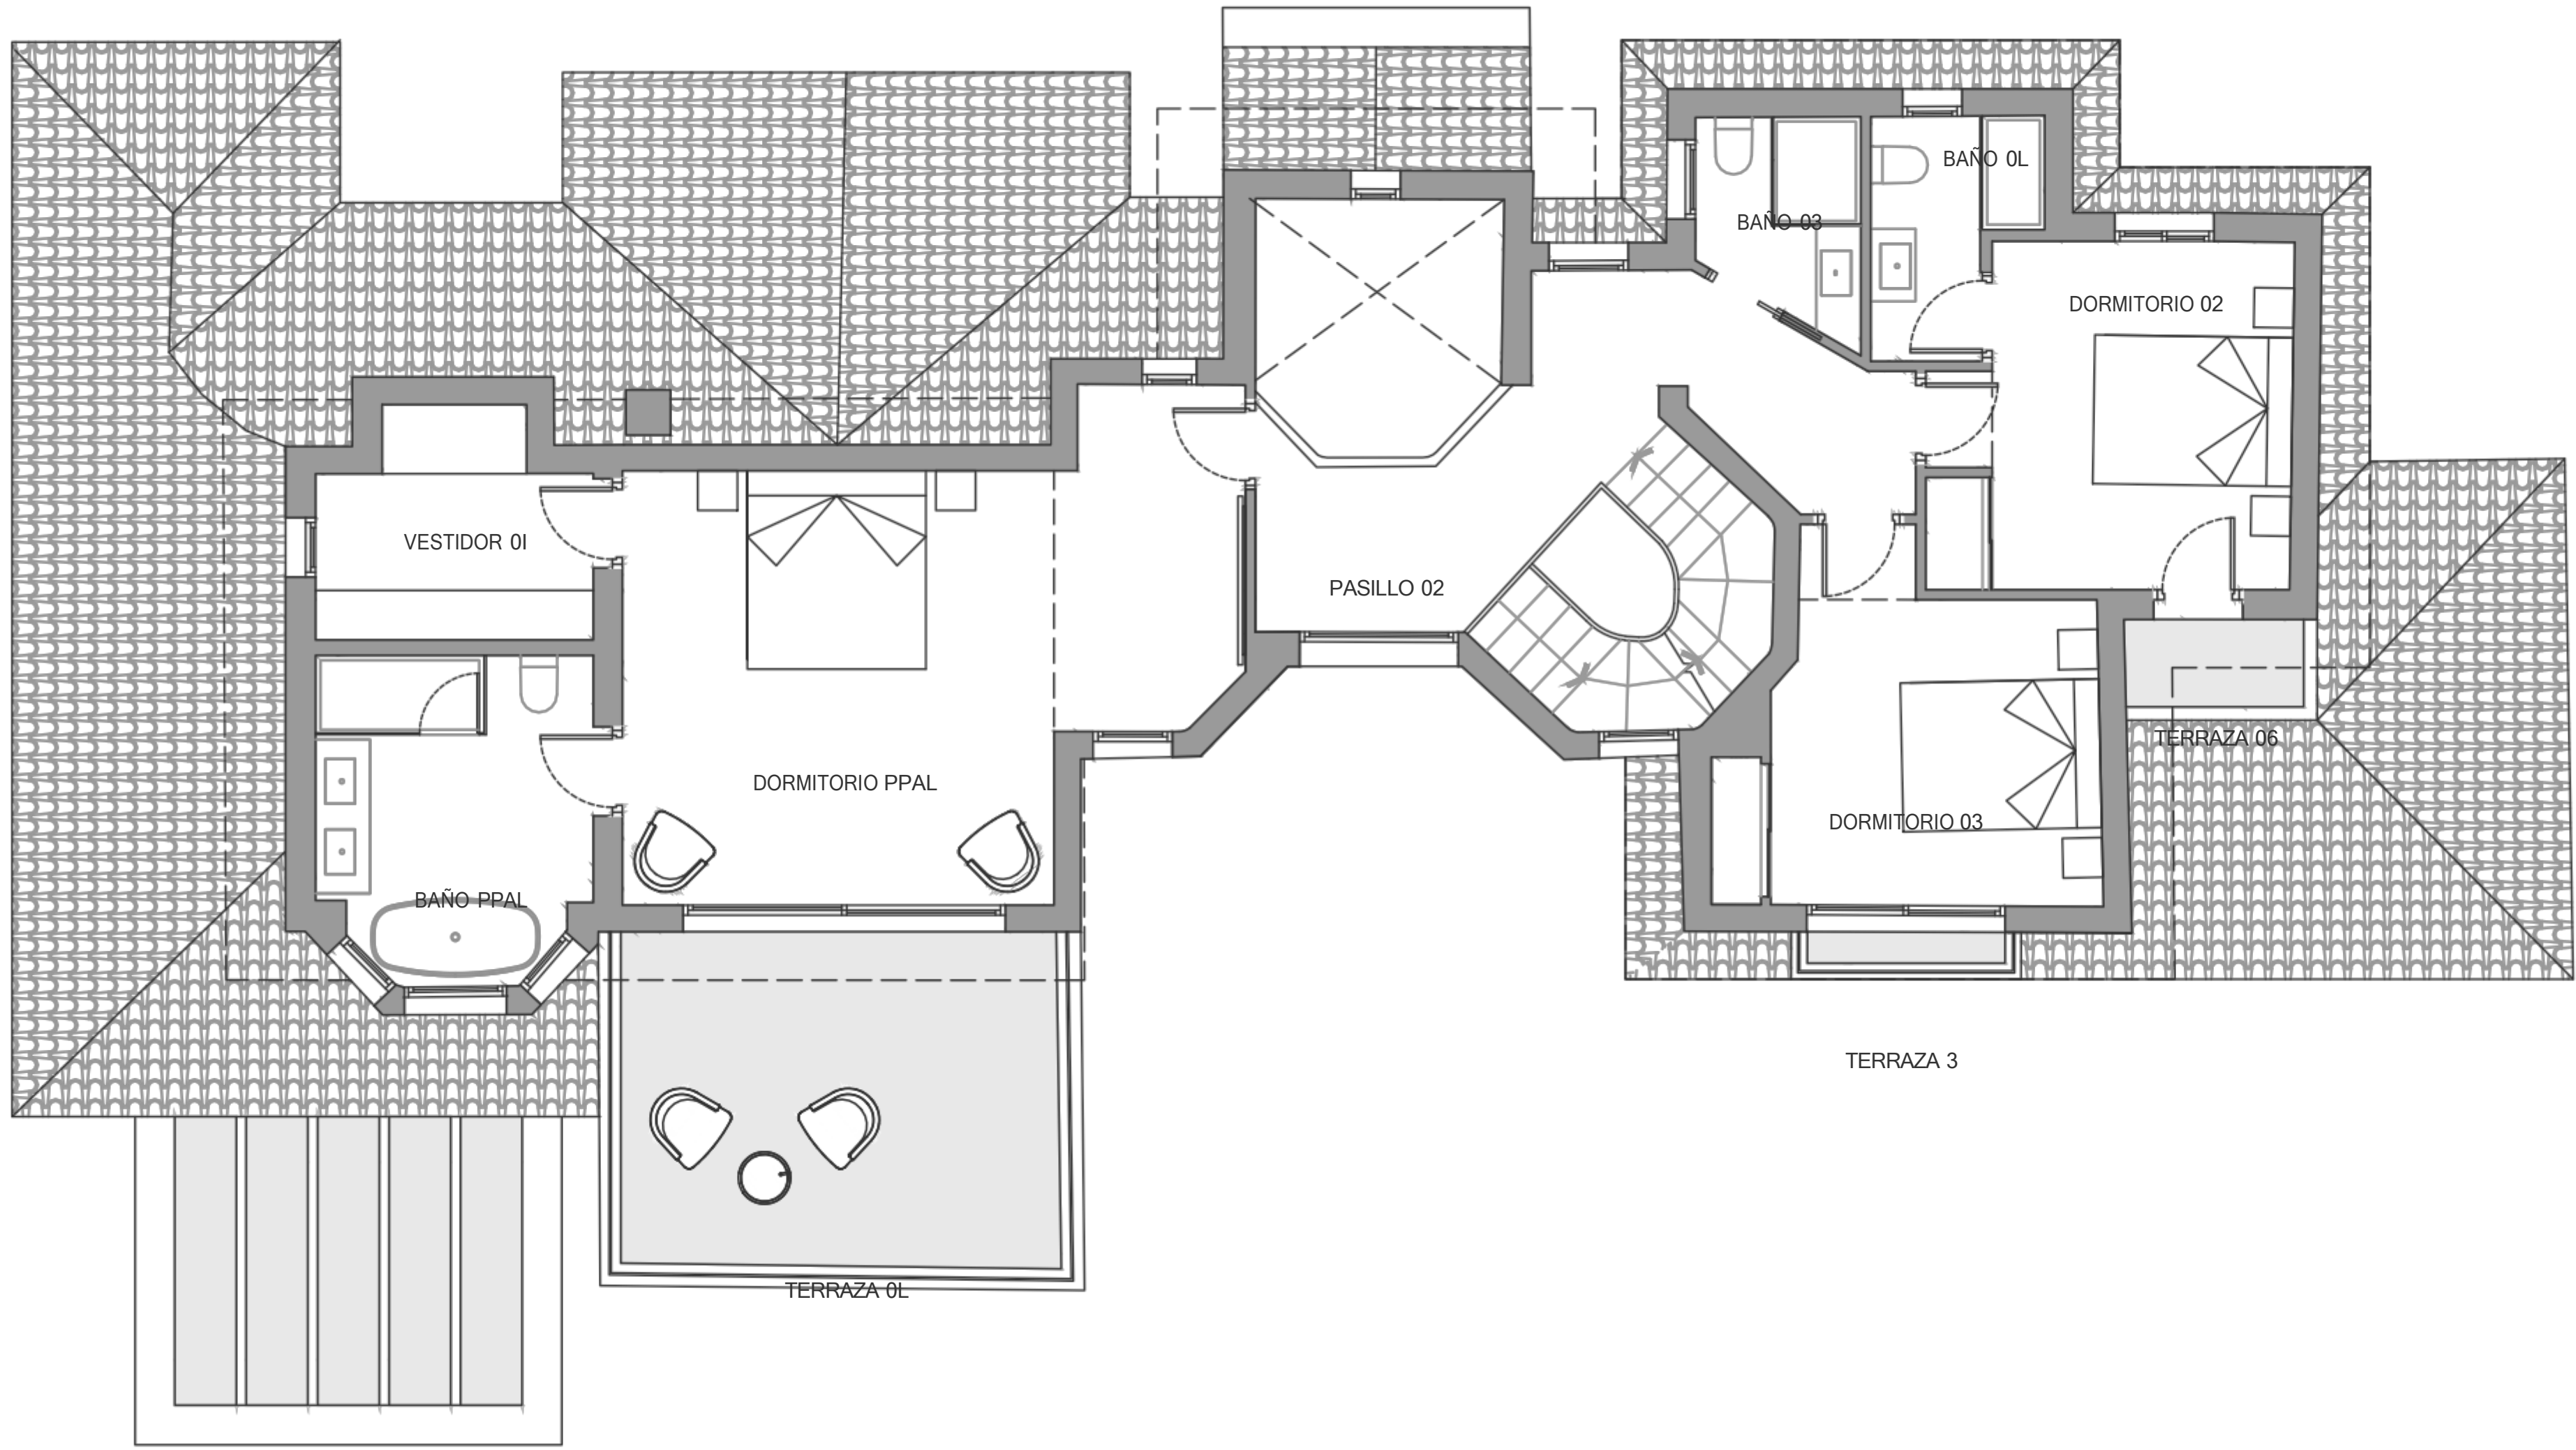 BAÑO 0L
BAÑO 03
DORMITORIO 02
VESTIDOR 0I
PASILLO 02
TERRAZA 06
DORMITORIO PPAL
DORMITORIO 03
BAÑO PPAL
TERRAZA 3
TERRAZA 0L